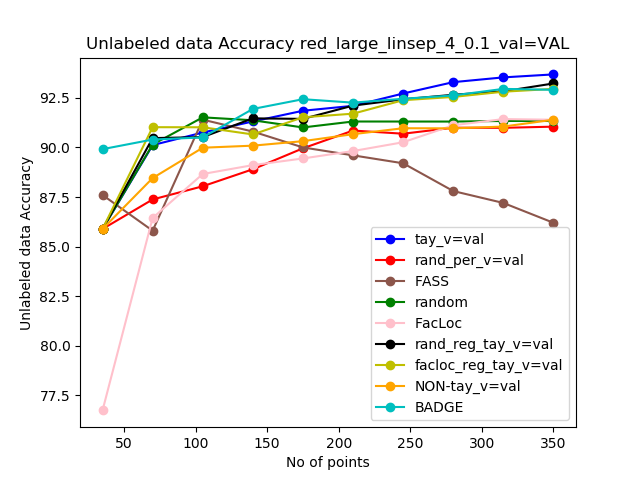 Unlabeled data Accuracy red_large_linsep_4_0.1_val=VAL
Unlabeled data Accuracy
92.5
90.0
87.5
85.0
82.5
80.0
77.5
tay_v=val
rand_per_v=val
FASS
random
FacLoc
rand_reg_tay_v=val
facloc_reg_tay_v=val
NON-tay_v=val
BADGE
50
100
150
200
250
300
350
No of points